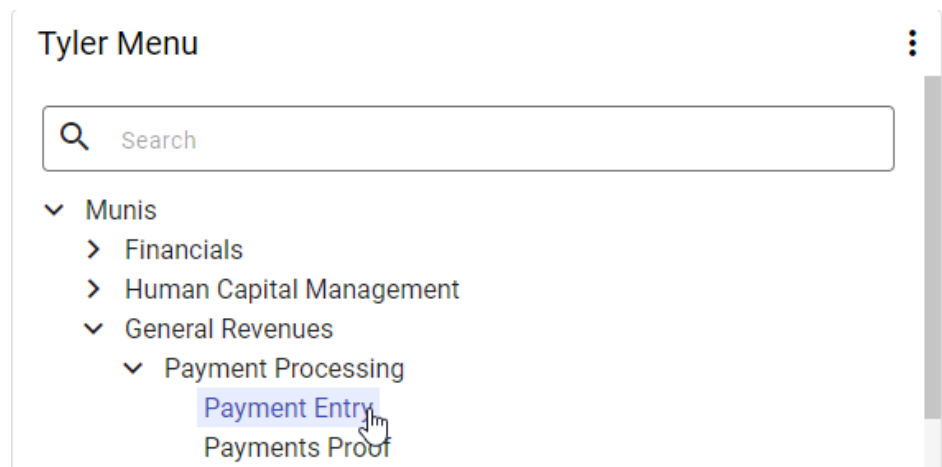 Tyler Menu
Search
Munis
Financials
Human Capital Management
General Revenues
Payment Processing
Payment Entry
Payments Proof